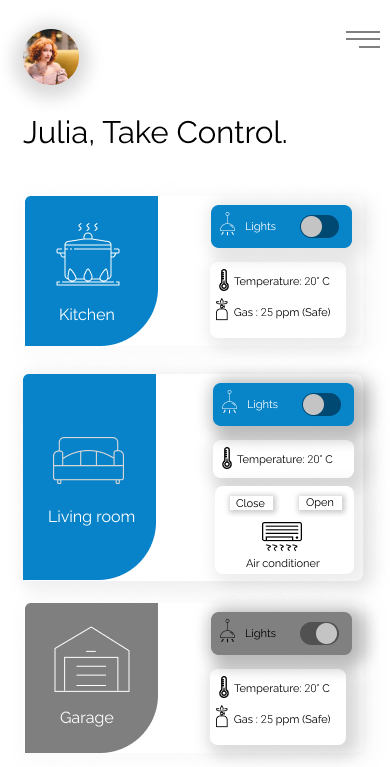 Julia, Take Control.
Lights
Temperature: 20° C
Gas : 25 ppm (Safe)
Kitchen
Lights
Temperature: 20° C
Close
Open
Living room
Air conditioner
Lights
Temperature: 20° C
Gas : 25 ppm (Safe)
Garage